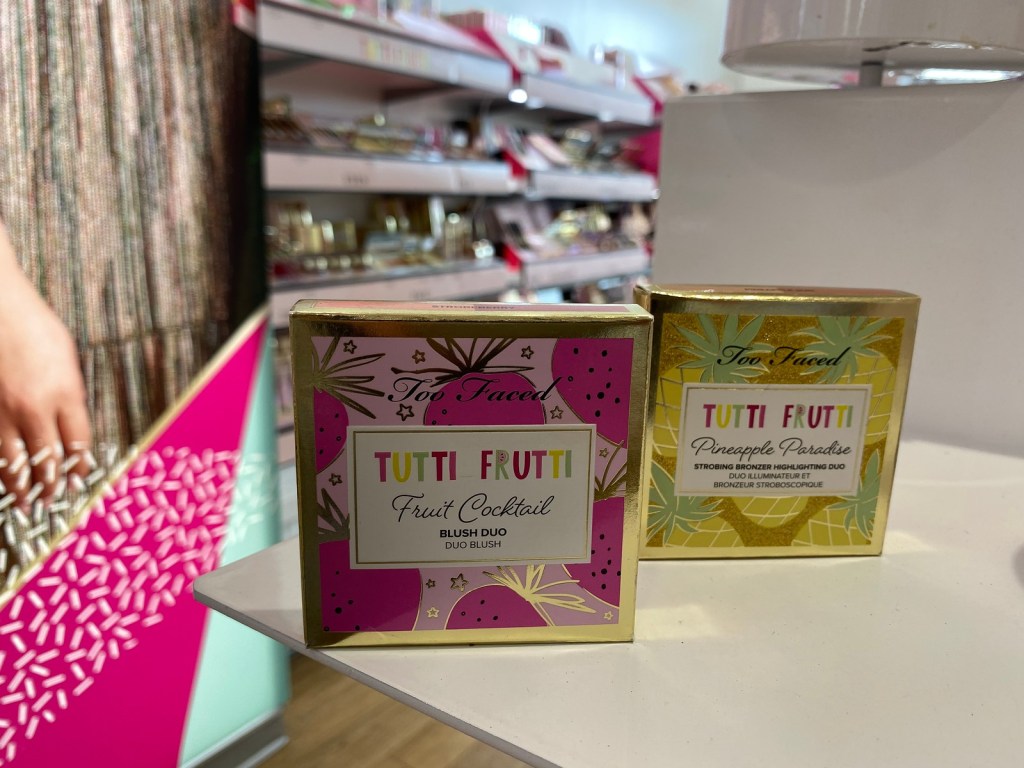 Too Faced
TUTTI FRUTTI
Fruit Cocktail
BLUSH DUO
DUO BLUSH
Too Faced
TUTTI FRUTTI
Pineapple Paradise
STROBING BRONZER HIGHLIGHTING DUO
DUO ILLUMINATEUR ET
BRONZEUR STROBOSCOPIQUE